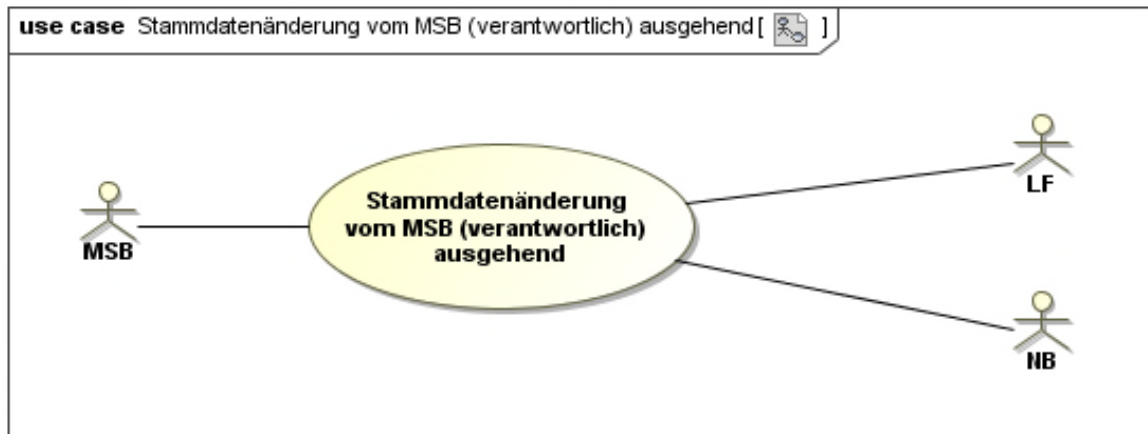 use case Stammdatenänderung vom MSB (verantwortlich) ausgehend [ ]
LF
Stammdatenänderung
vom MSB (verantwortlich)
ausgehend
MSB
NB